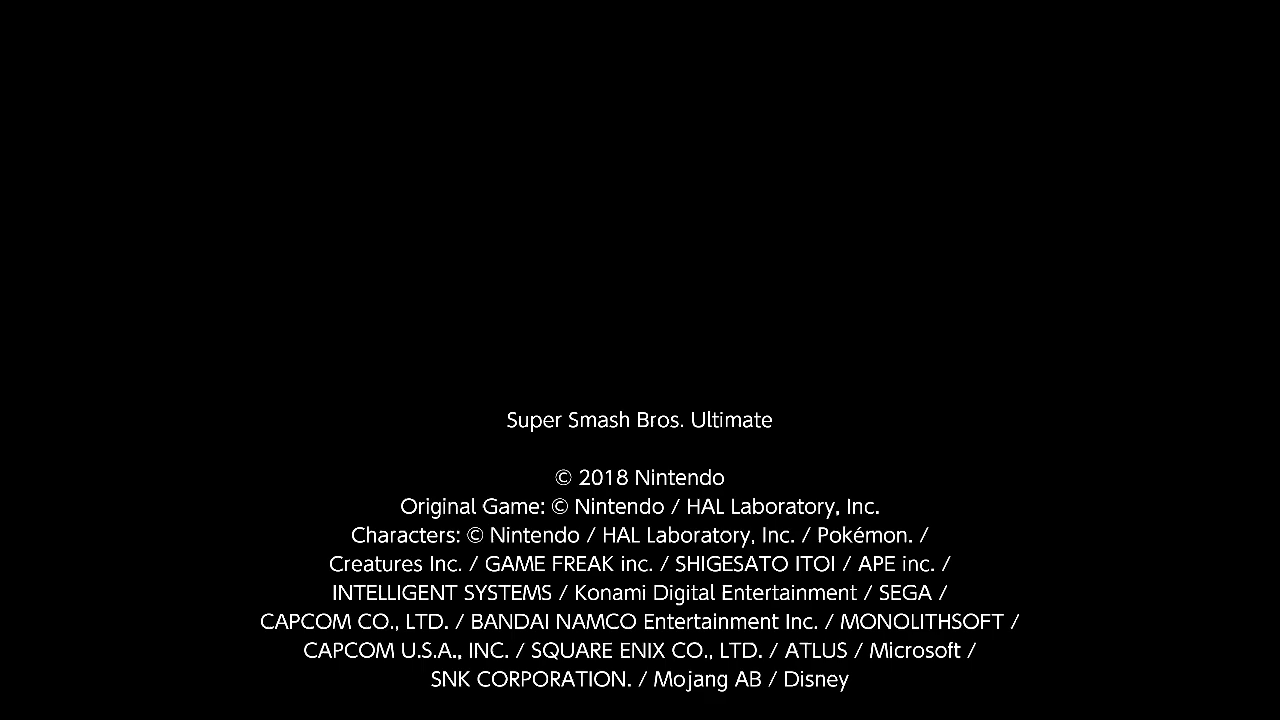 Super Smash Bros. Ultimate
© 2018 Nintendo
Original Game: © Nintendo / HAL Laboratory, Inc.
Characters: © Nintendo / HAL Laboratory, Inc. / Pokémon. /
Creatures Inc. / GAME FREAK inc. / SHIGESATO ITOI / APE inc. /
INTELLIGENT SYSTEMS / Konami Digital Entertainment / SEGA /
CAPCOM CO., LTD. / BANDAI NAMCO Entertainment Inc. / MONOLITHSOFT /
CAPCOM U.S.A., INC. / SQUARE ENIX CO., LTD. / ATLUS / Microsoft /
SNK CORPORATION. / Mojang AB / Disney